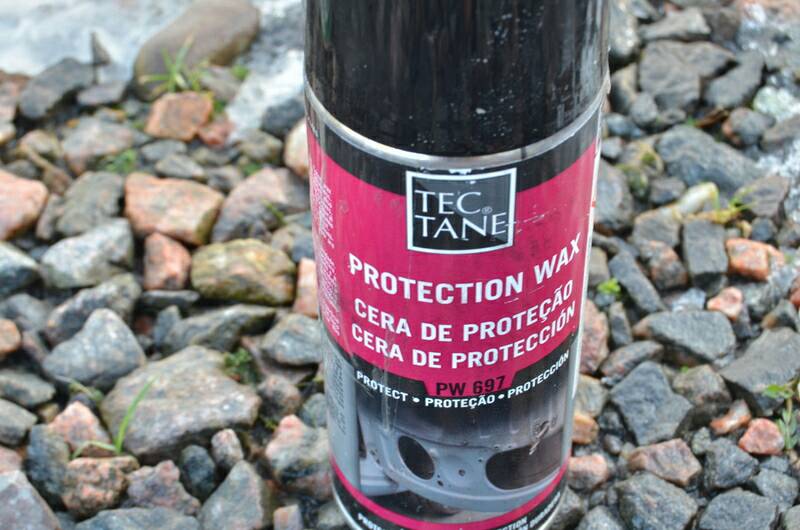 TEC
TANE®
PROTECTION WAX
CERA DE PROTEÇÃO
CERA DE PROTECCIÓN
PW 697
PROTECT • PROTEÇÃO • PROTECCIÓN